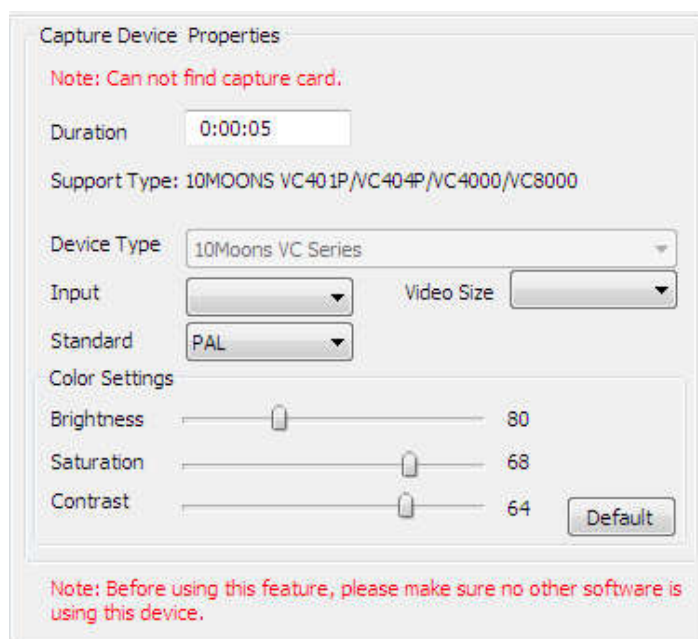 Capture Device Properties
Note: Can not find capture card.
Duration 0:00:05
Support Type: 10MOONS VC401P/VC404P/VC4000/VC8000
Device Type 10Moons VC Series
Input Video Size
Standard PAL
Color Settings
Brightness 80
Saturation 68
Contrast 64 Default
Note: Before using this feature, please make sure no other software is
using this device.